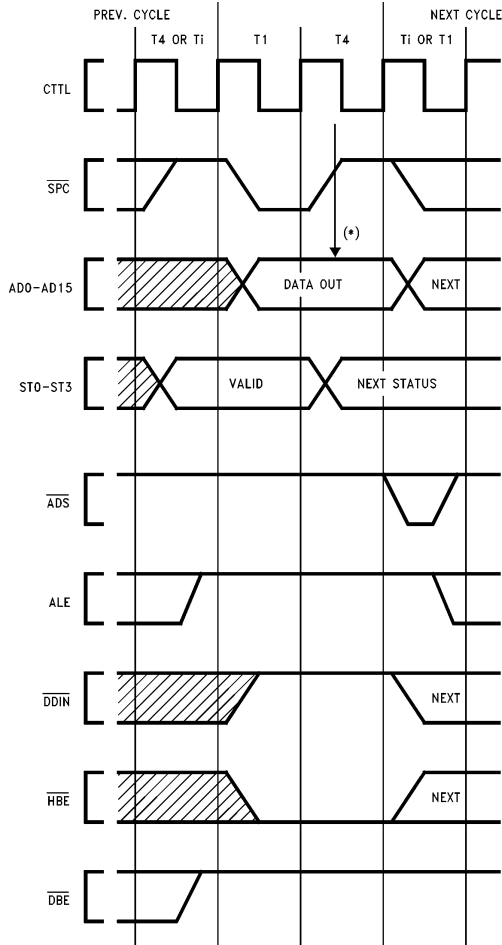 PREV. CYCLE NEXT CYCLE
T4 OR Ti T1 T4 Ti OR T1
CTTL
SPC
(*)
AD0-AD15 DATA OUT NEXT
ST0-ST3 VALID NEXT STATUS
ADS
ALE
DDIN NEXT
HBE NEXT
DBE